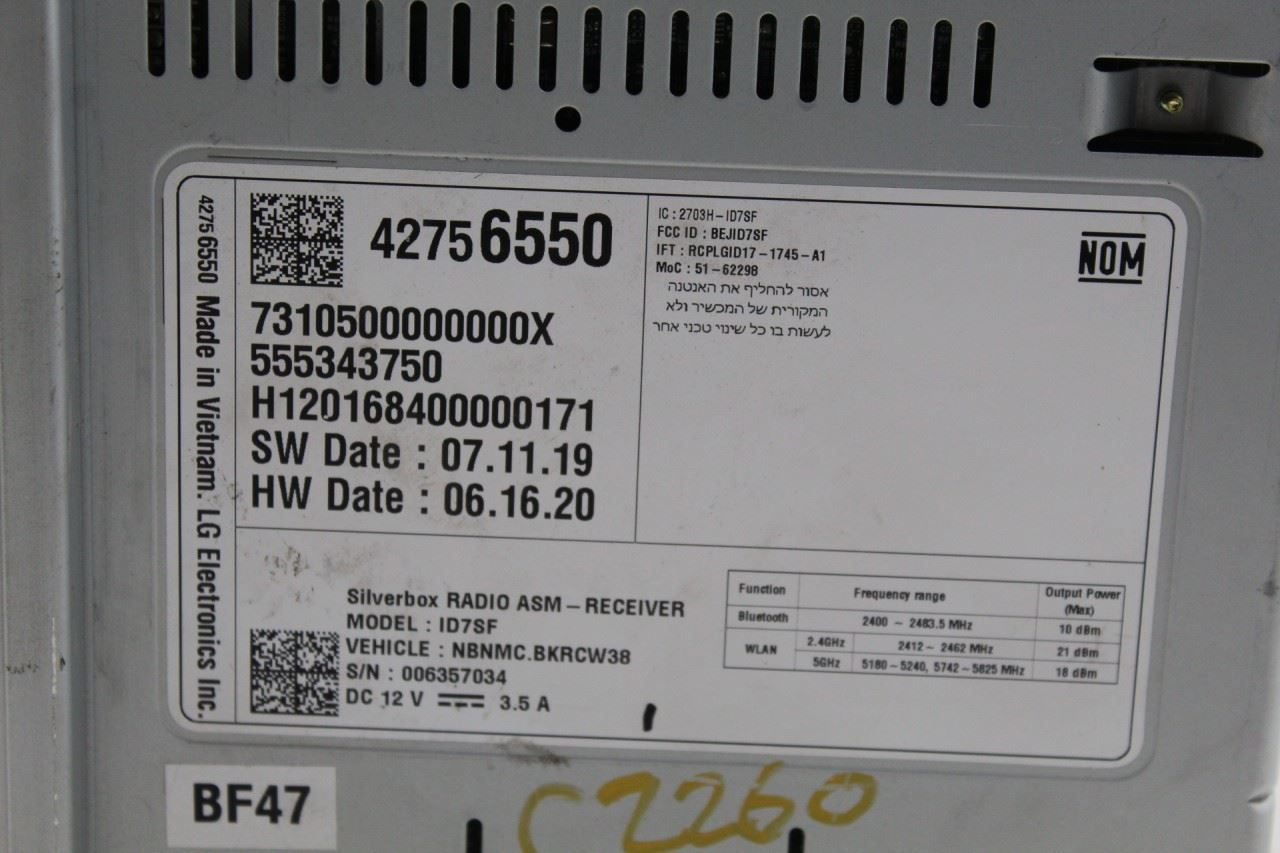 42756550 Made in Vietnam. LG Electronics Inc.
42756550
7310500000000X
555343750
H120168400000171
SW Date : 07.11.19
HW Date : 06.16.20
IC : 2703H-ID7SF
FCC ID : BEJID7SF
IFT : RCPLGID17-1745-A1
MoC : 51-62298
אסור להחליף את האנטנה
המקורית של המכשיר ולא
לעשות בו כל שינוי טכני אחר
NOM
Silverbox RADIO ASM-RECEIVER
MODEL : ID7SF
VEHICLE : NBNMC.BKRCW38
S/N : 006357034
DC 12 V ⎓ 3.5 A
Function Frequency range Output Power (Max)
Bluetooth 2400 ~ 2483.5 MHz 10 dBm
WLAN 2.4GHz 2412 ~ 2462 MHz 21 dBm
5GHz 5180~5240, 5742~5825 MHz 18 dBm
BF47
C2260